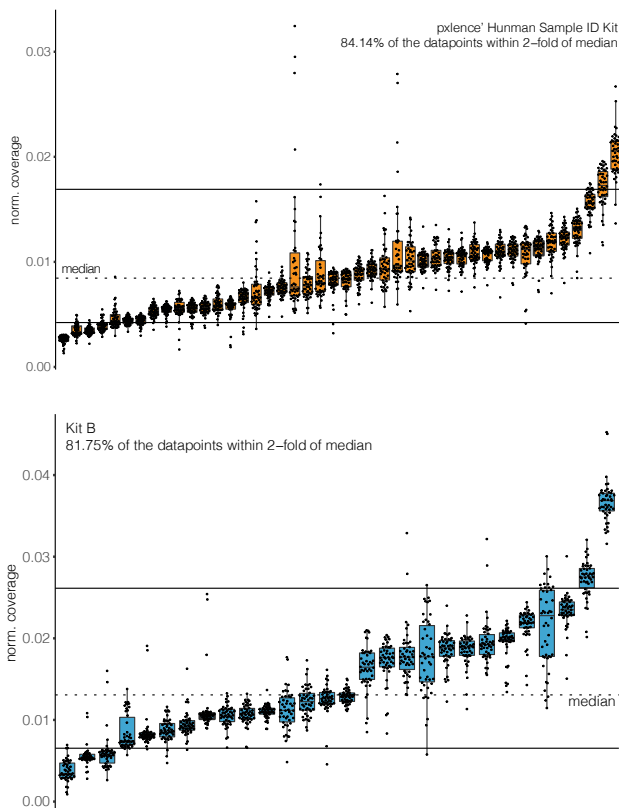 pxlence' Hunman Sample ID Kit
84.14% of the datapoints within 2−fold of median
0.03
0.02
norm. coverage
0.01
median
0.00
Kit B
81.75% of the datapoints within 2−fold of median
0.04
0.03
norm. coverage
0.02
median
0.01
0.00